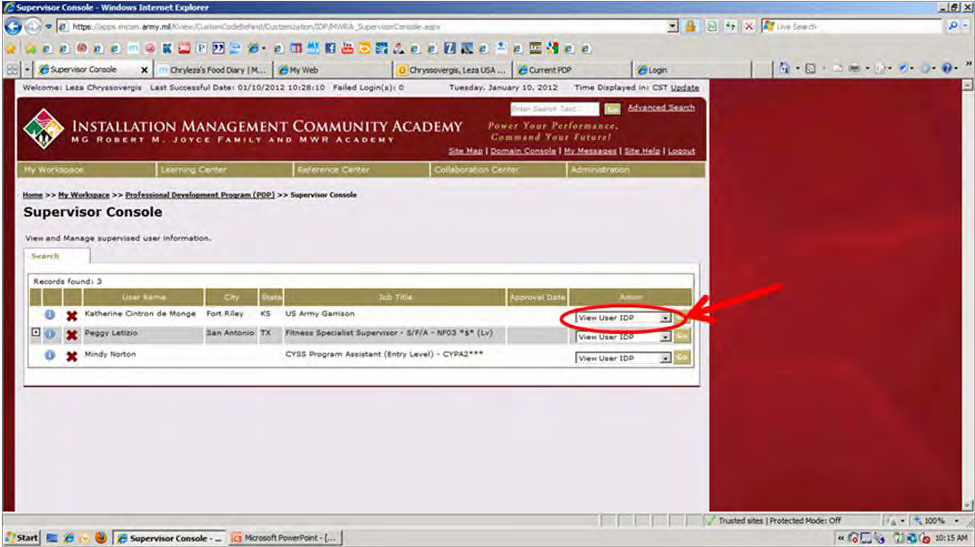 Supervisor Console - Windows Internet Explorer
https://apps.imcom.army.mil/Kview/CustomCodeBehind/Customization/IDP/MWRA_SupervisorConsole.aspx
Live Search
Supervisor Console
Chryleza's Food Diary | M...
My Web
Chryssovergis, Leza USA ...
Current PDP
Login
Welcome: Leza Chryssovergis Last Successful Date: 01/10/2012 10:28:10 Failed Login(s): 0 Tuesday, January 10, 2012 Time Displayed in: CST Update
Enter Search Text Go Advanced Search
INSTALLATION MANAGEMENT COMMUNITY ACADEMY
MG ROBERT M. JOYCE FAMILY AND MWR ACADEMY
Power Your Performance,
Command Your Future!
Site Map | Domain Console | My Messages | Site Help | Logout
My Workspace Learning Center Reference Center Collaboration Center Administration
Home >> My Workspace >> Professional Development Program (PDP) >> Supervisor Console
Supervisor Console
View and Manage supervised user information.
Search
Records found: 3
User Name City State Job Title Approval Date Action
Katherine Cintron de Monge Fort Riley KS US Army Garrison View User IDP
Peggy Letizio San Antonio TX Fitness Specialist Supervisor - S/F/A - NF03 *$* (Lv) View User IDP Go
Mindy Norton CYSS Program Assistant (Entry Level) - CYPA2*** View User IDP Go
Trusted sites | Protected Mode: Off 100%
Start Supervisor Console - ... Microsoft PowerPoint - [... 10:15 AM